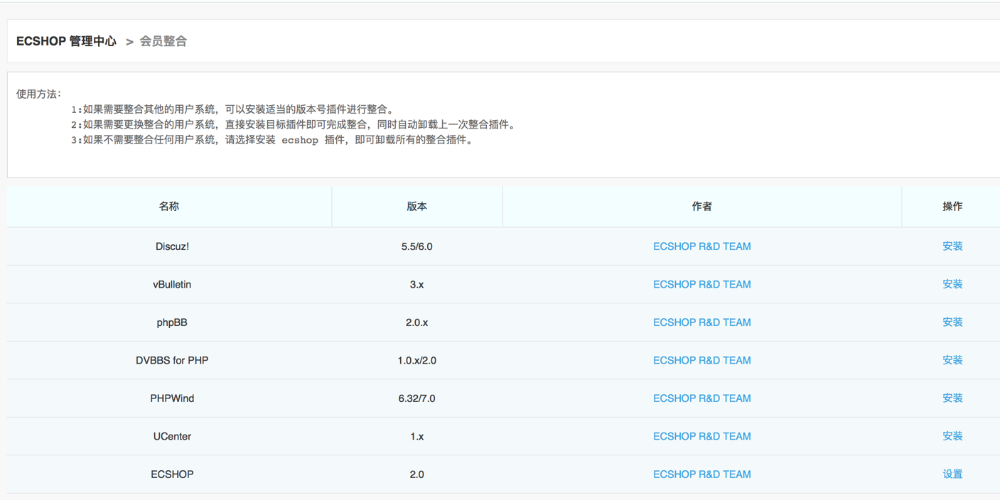 ECSHOP 管理中心 > 会员整合
使用方法:
1:如果需要整合其他的用户系统，可以安装适当的版本号插件进行整合。
2:如果需要更换整合的用户系统，直接安装目标插件即可完成整合，同时自动卸载上一次整合插件。
3:如果不需要整合任何用户系统，请选择安装 ecshop 插件，即可卸载所有的整合插件。
名称 版本 作者 操作
Discuz! 5.5/6.0 ECSHOP R&D TEAM 安装
vBulletin 3.x ECSHOP R&D TEAM 安装
phpBB 2.0.x ECSHOP R&D TEAM 安装
DVBBS for PHP 1.0.x/2.0 ECSHOP R&D TEAM 安装
PHPWind 6.32/7.0 ECSHOP R&D TEAM 安装
UCenter 1.x ECSHOP R&D TEAM 安装
ECSHOP 2.0 ECSHOP R&D TEAM 设置